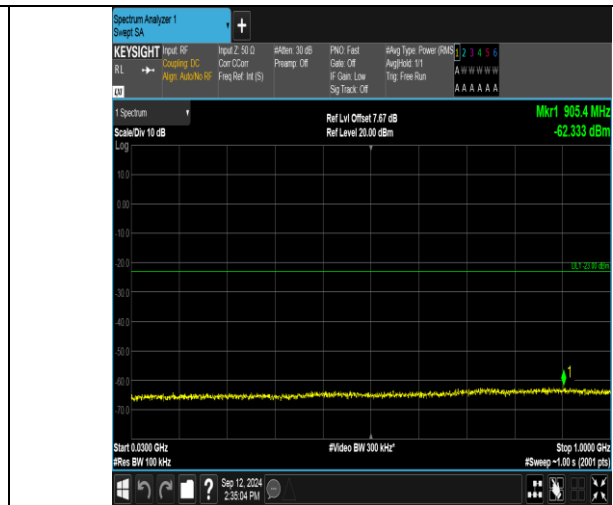 Spectrum Analyzer 1
Swept SA
+
KEYSIGHT Input: RF Input Z: 50 Ω #Atten: 30 dB PNO: Fast #Avg Type: Power (RMS 1 2 3 4 5 6
RL Coupling: DC Corr CCorr Preamp: Off Gate: Off Avg|Hold: 1/1 A W W W W W
Align: Auto/No RF Freq Ref: Int (S) IF Gain: Low Trig: Free Run
LXI Sig Track: Off A A A A A A
1 Spectrum Ref Lvl Offset 7.67 dB Mkr1 905.4 MHz
Scale/Div 10 dB Ref Level 20.00 dBm -62.333 dBm
Log
10.0
0.00
-10.0
-20.0
DL1 -23.00 dBm
-30.0
-40.0
-50.0
1
-60.0
-70.0
Start 0.0300 GHz #Video BW 300 kHz* Stop 1.0000 GHz
#Res BW 100 kHz #Sweep ~1.00 s (2001 pts)
? Sep 12, 2024
2:35:04 PM